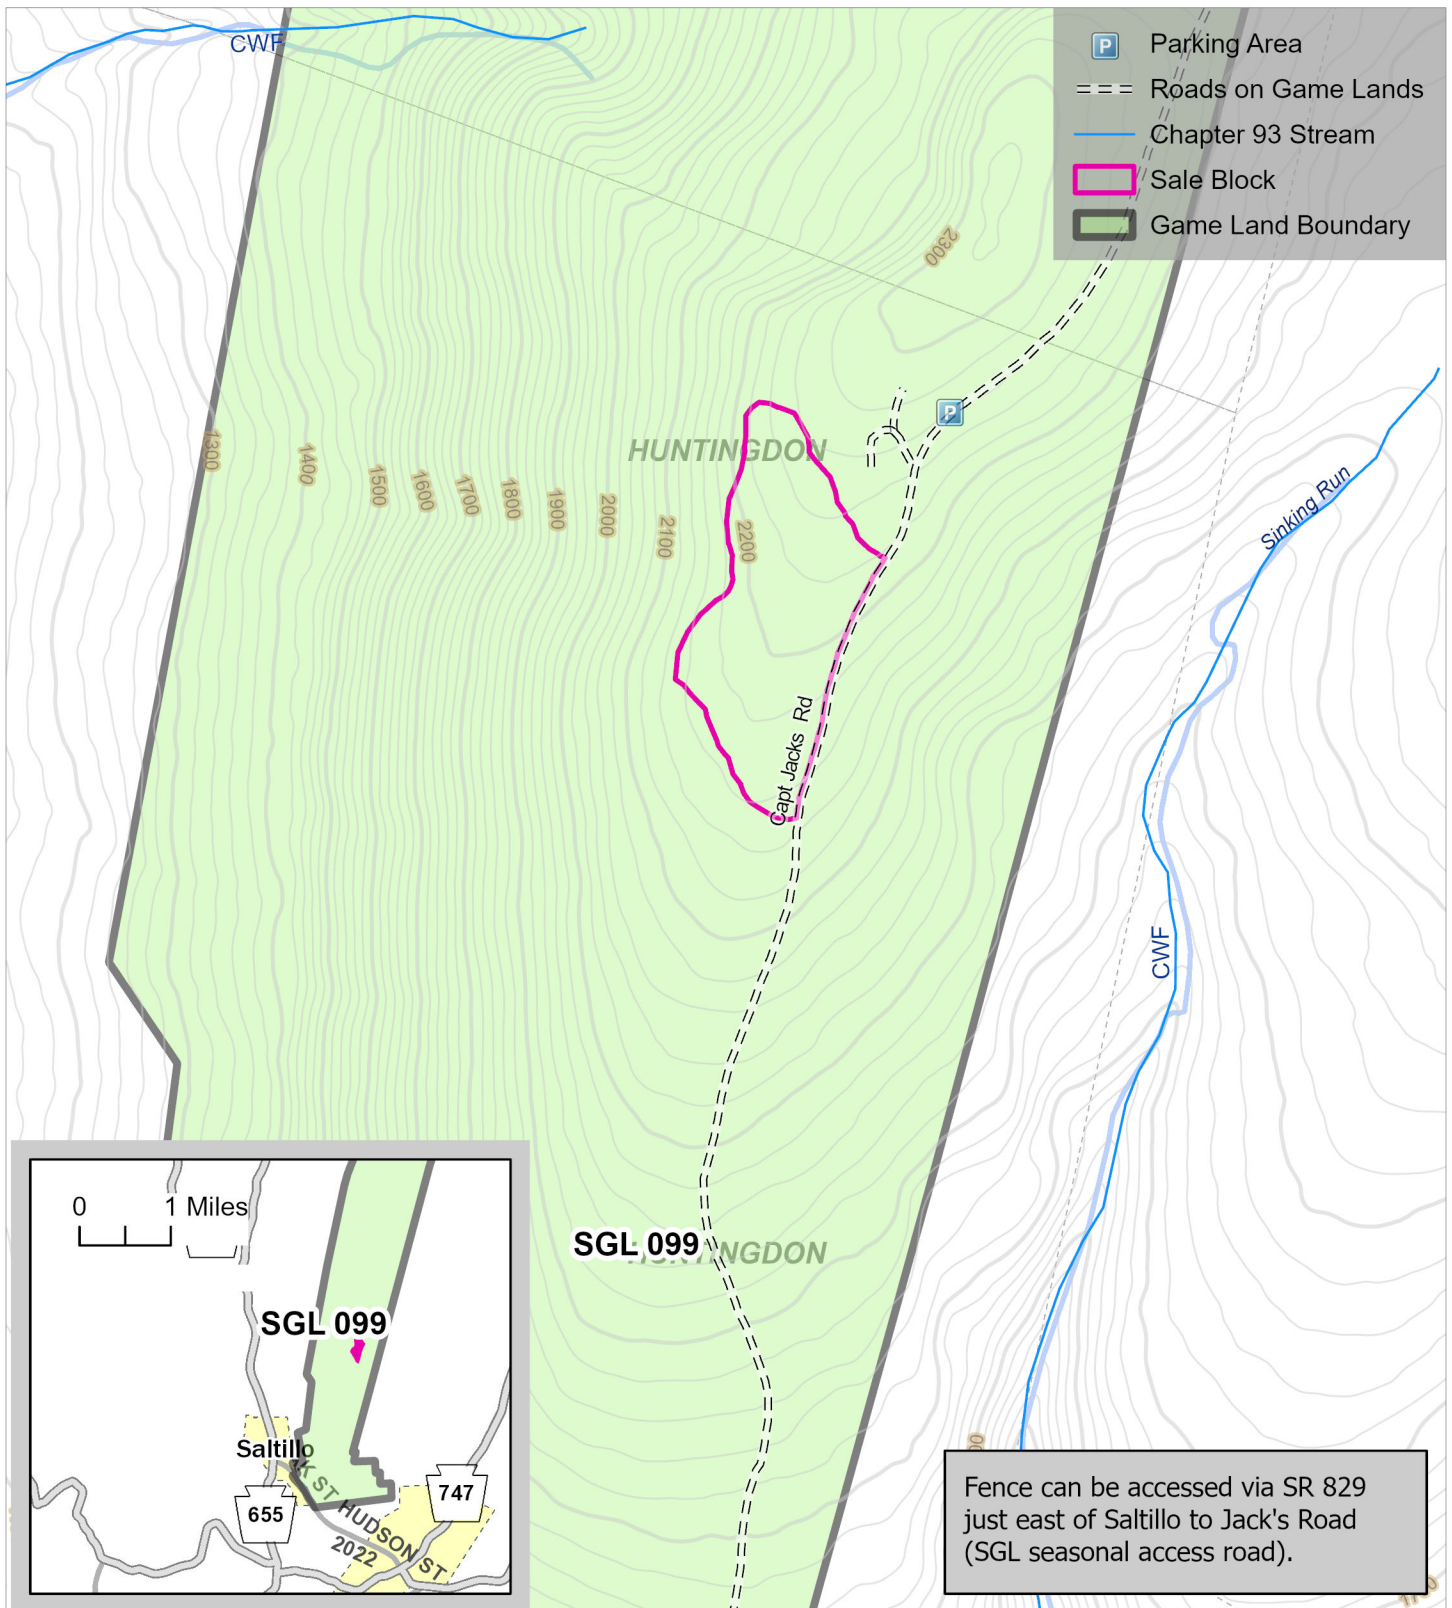 CWF
Parking Area
Roads on Game Lands
Chapter 93 Stream
Sale Block
Game Land Boundary
2300
P
HUNTINGDON
1300
1400
1500
1600
1700
1800
1900
2000
2100
2200
Sinking Run
Capt Jacks Rd
CWF
0 1 Miles
SGL 099
HUNTINGDON
SGL 099
Saltillo
ST
HUDSON ST
655
747
2022
Fence can be accessed via SR 829
just east of Saltillo to Jack's Road
(SGL seasonal access road).